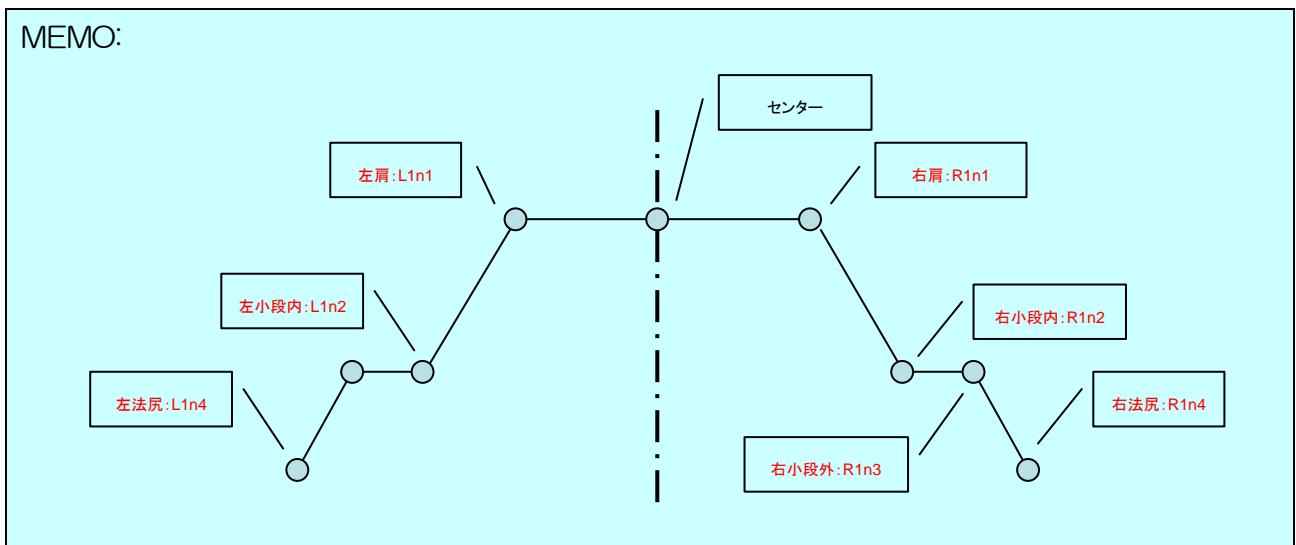 MEMO:
センター
左肩:L1n1
右肩:R1n1
左小段内:L1n2
右小段内:R1n2
左法尻:L1n4
右法尻:R1n4
右小段外:R1n3